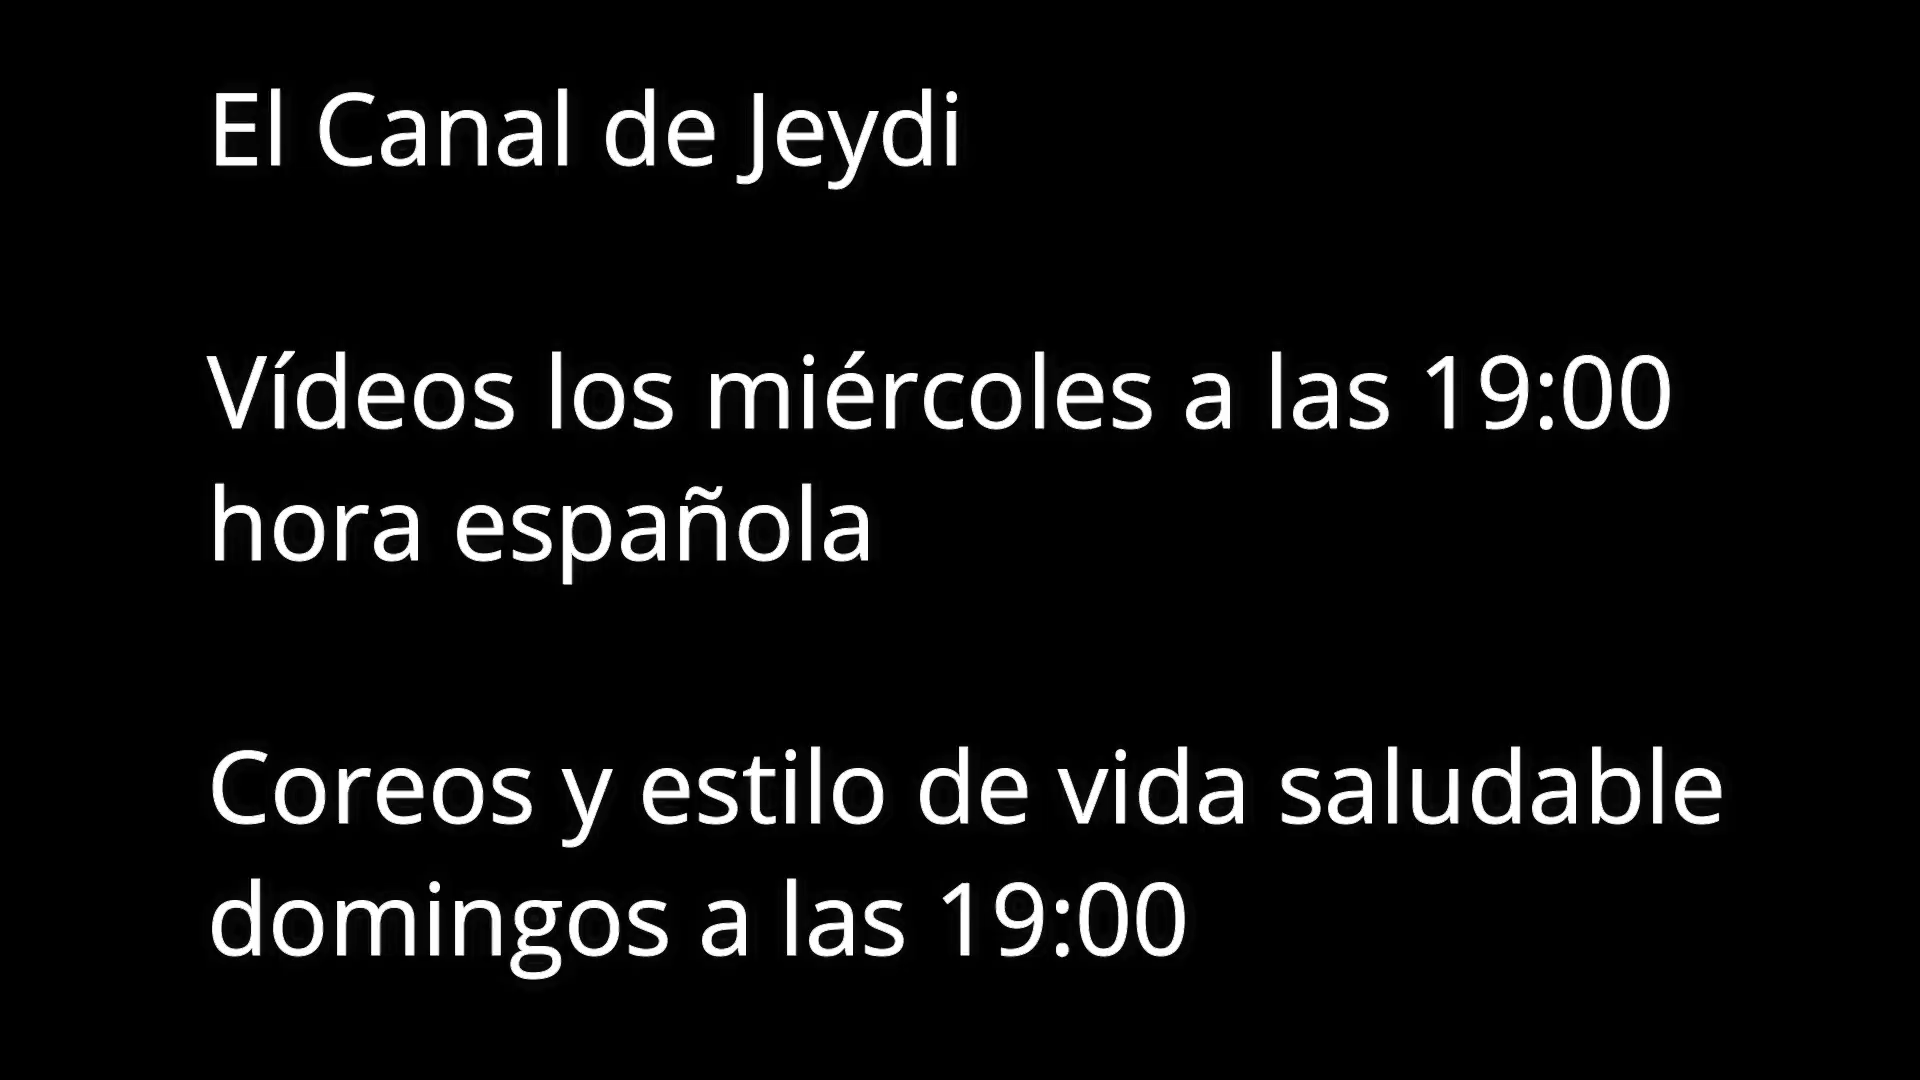 El Canal de Jeydi
Vídeos los miércoles a las 19:00
hora española
Coreos y estilo de vida saludable
domingos a las 19:00